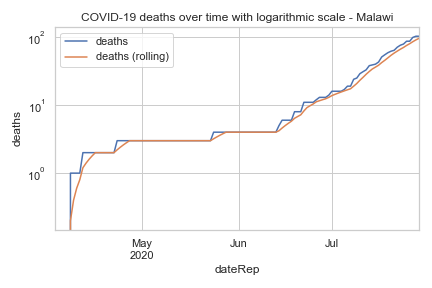 COVID-19 deaths over time with logarithmic scale - Malawi
deaths
deaths (rolling)
10²
10¹
10⁰
deaths
May
2020
Jun
Jul
dateRep